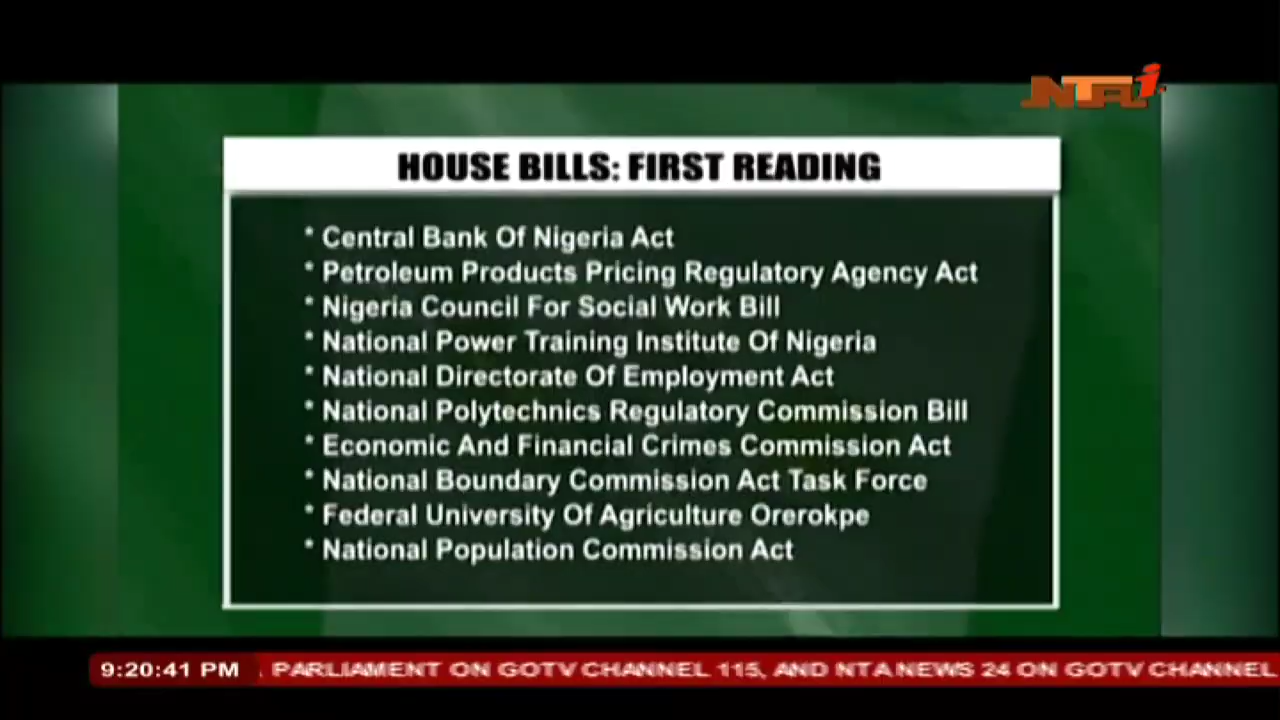 NTAi
HOUSE BILLS: FIRST READING
* Central Bank Of Nigeria Act
* Petroleum Products Pricing Regulatory Agency Act
* Nigeria Council For Social Work Bill
* National Power Training Institute Of Nigeria
* National Directorate Of Employment Act
* National Polytechnics Regulatory Commission Bill
* Economic And Financial Crimes Commission Act
* National Boundary Commission Act Task Force
* Federal University Of Agriculture Orerokpe
* National Population Commission Act
9:20:41 PM . PARLIAMENT ON GOTV CHANNEL 115, AND NTA NEWS 24 ON GOTV CHANNEL